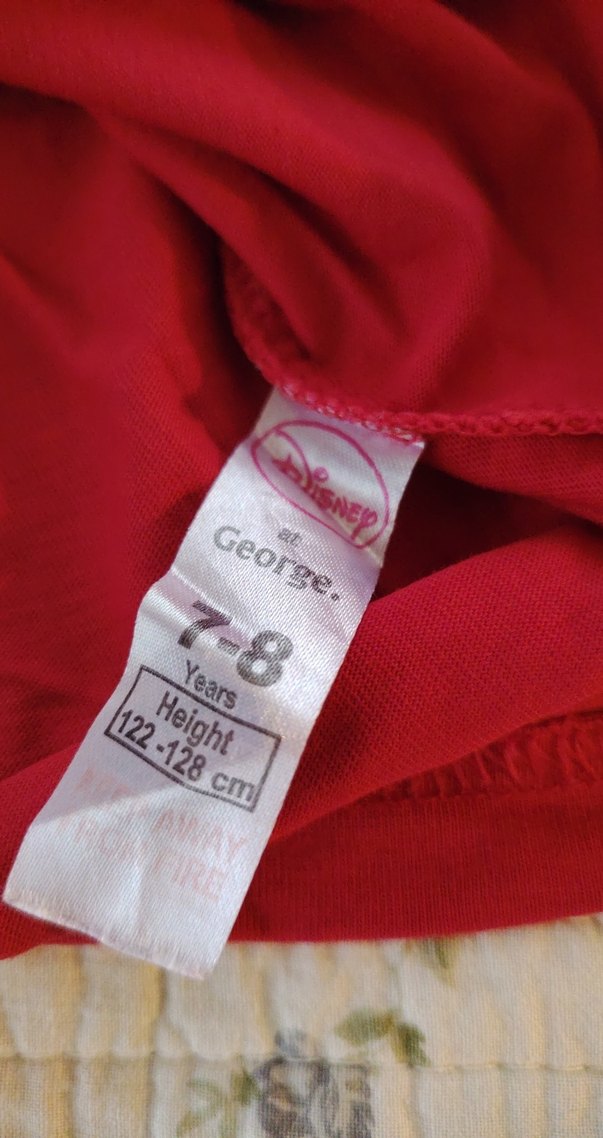 Disney
at
George.
7-8
Years
Height
122-128 cm
KEEP AWAY
FROM FIRE